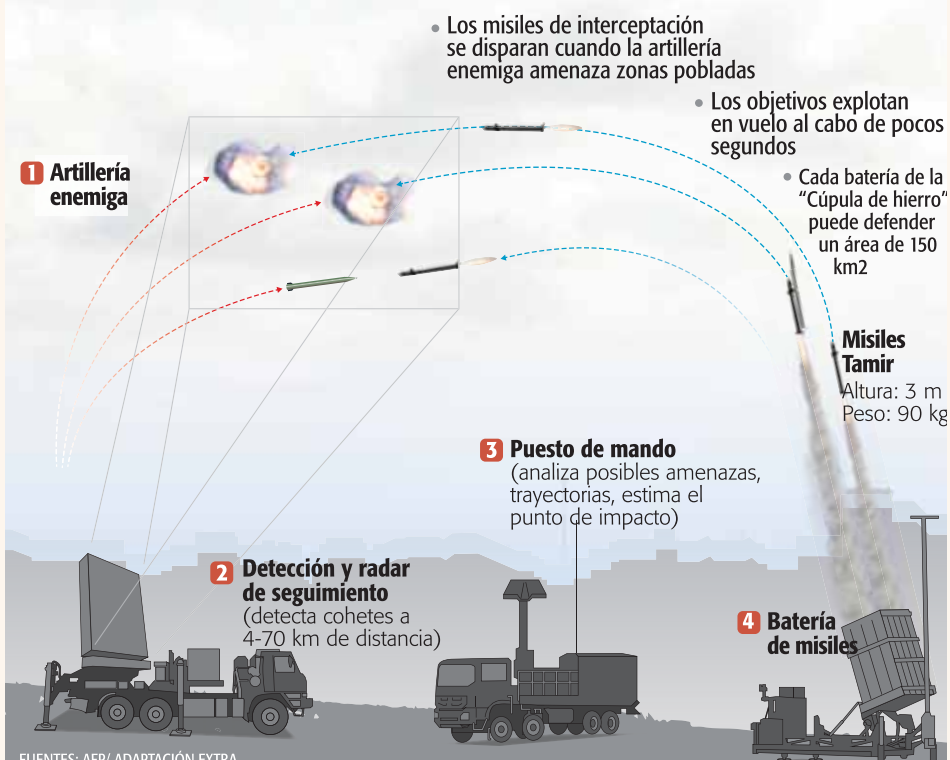 Los misiles de interceptación
se disparan cuando la artillería
enemiga amenaza zonas pobladas
Los objetivos explotan
en vuelo al cabo de pocos
segundos
Cada batería de la
“Cúpula de hierro”
puede defender
un área de 150
km2
1 Artillería
enemiga
Misiles
Tamir
Altura: 3 m
Peso: 90 kg
3 Puesto de mando
(analiza posibles amenazas,
trayectorias, estima el
punto de impacto)
2 Detección y radar
de seguimiento
(detecta cohetes a
4-70 km de distancia)
4 Batería
de misiles
FUENTES: AFP/ ADAPTACIÓN EXTRA